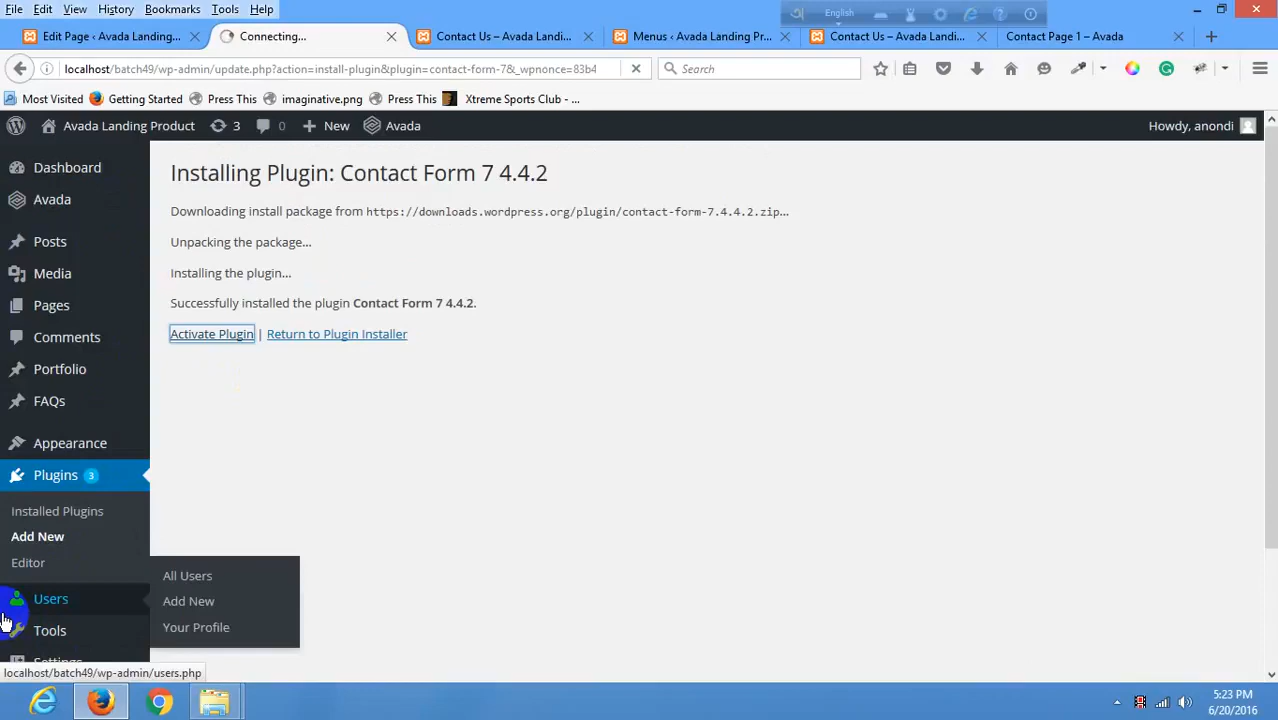 File Edit View History Bookmarks Tools Help
English
Edit Page ‹ Avada Landing...
Connecting...
Contact Us – Avada Landi...
Menus ‹ Avada Landing Pr...
Contact Us – Avada Landi...
Contact Page 1 – Avada
localhost/batch49/wp-admin/update.php?action=install-plugin&plugin=contact-form-7&_wpnonce=83b4
Search
Most Visited Getting Started Press This imaginative.png Press This Xtreme Sports Club - ...
Avada Landing Product 3 0 New Avada Howdy, anondi
Dashboard
Avada
Posts
Media
Pages
Comments
Portfolio
FAQs
Appearance
Plugins 3
Installed Plugins
Add New
Editor
Users
Tools
Settings
All Users
Add New
Your Profile
Installing Plugin: Contact Form 7 4.4.2
Downloading install package from https://downloads.wordpress.org/plugin/contact-form-7.4.4.2.zip…
Unpacking the package…
Installing the plugin…
Successfully installed the plugin Contact Form 7 4.4.2.
Activate Plugin | Return to Plugin Installer
localhost/batch49/wp-admin/users.php
5:23 PM
6/20/2016